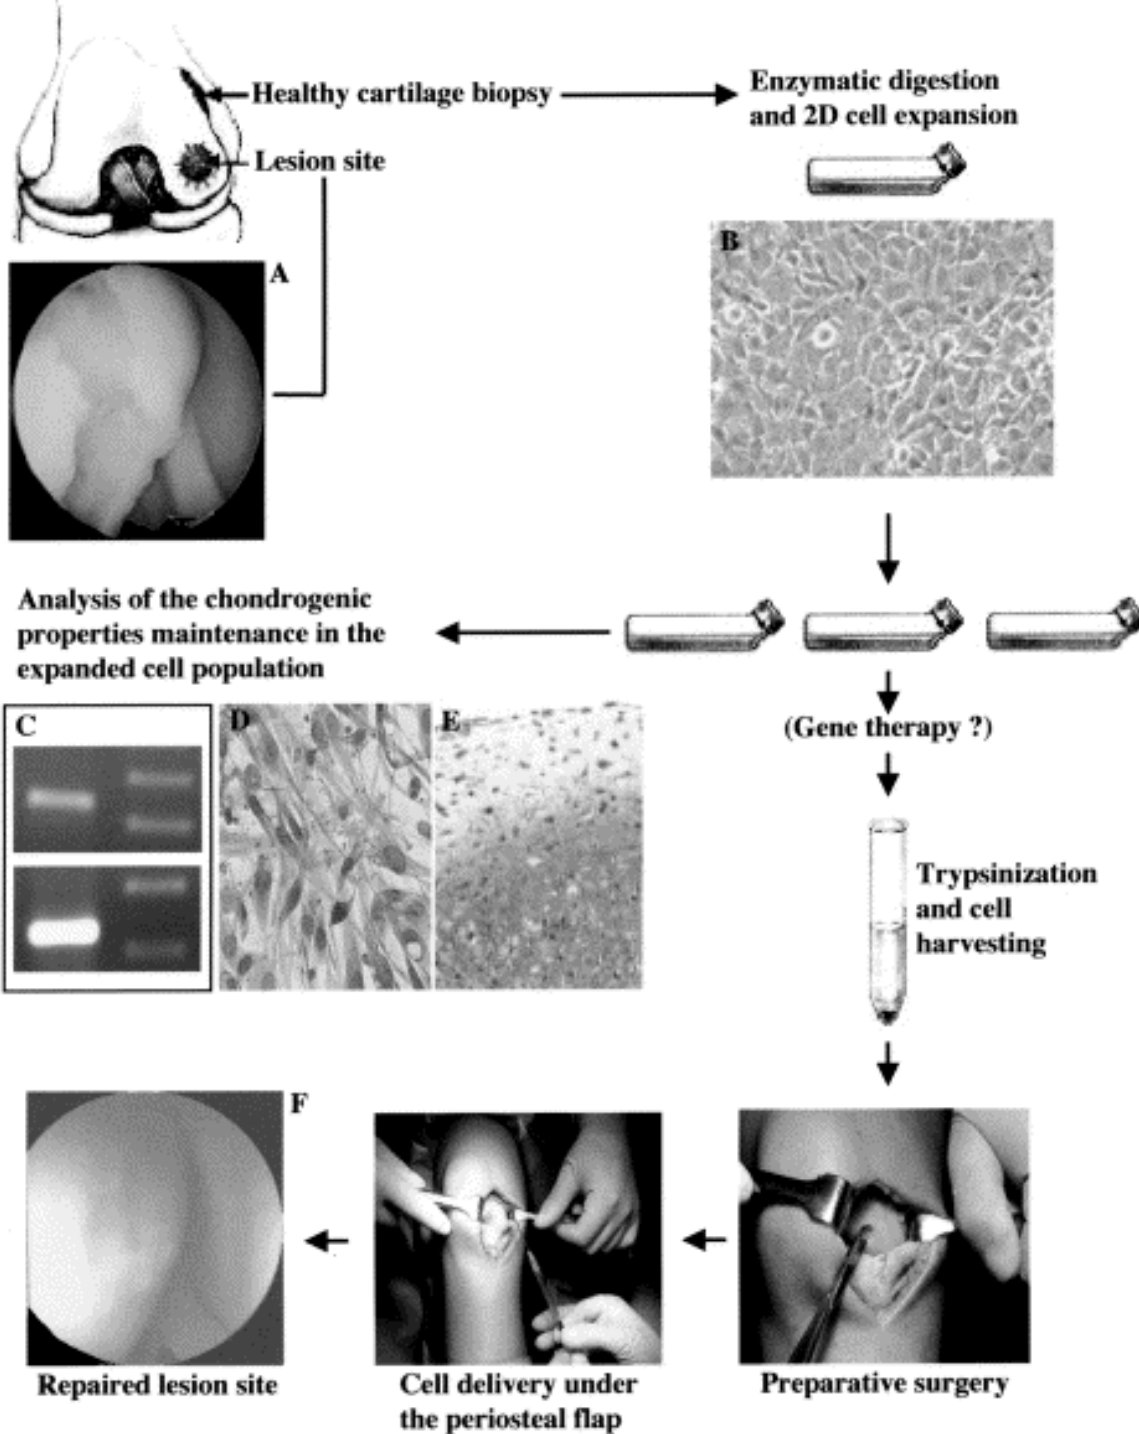 Healthy cartilage biopsy
Enzymatic digestion
and 2D cell expansion
Lesion site
A
B
Analysis of the chondrogenic
properties maintenance in the
expanded cell population
(Gene therapy ?)
C
D
E
Trypsinization
and cell
harvesting
F
Repaired lesion site
Cell delivery under
the periosteal flap
Preparative surgery